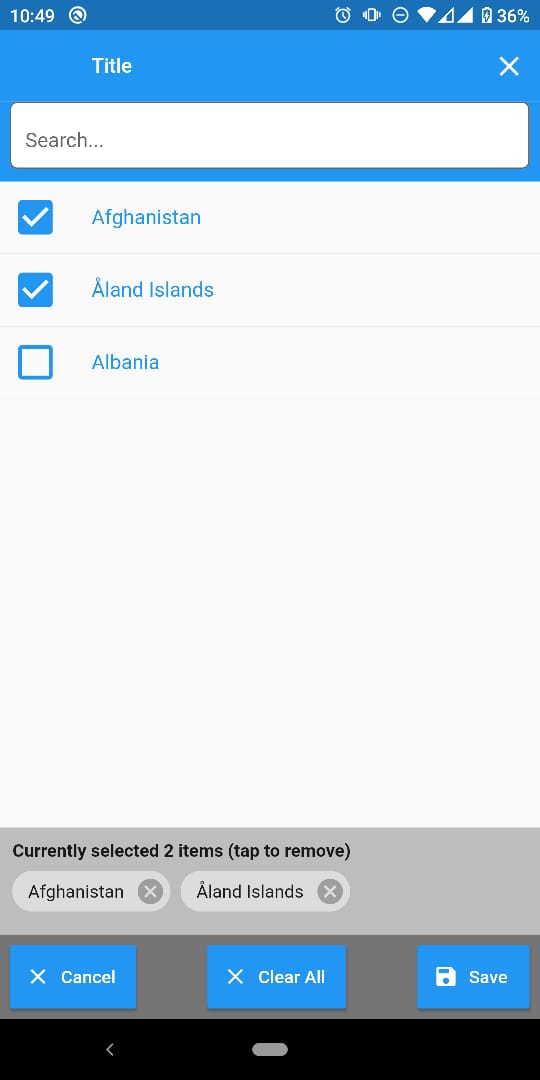 10:49 36%
Title
Search...
Afghanistan
Åland Islands
Albania
Currently selected 2 items (tap to remove)
Afghanistan Åland Islands
Cancel Clear All Save